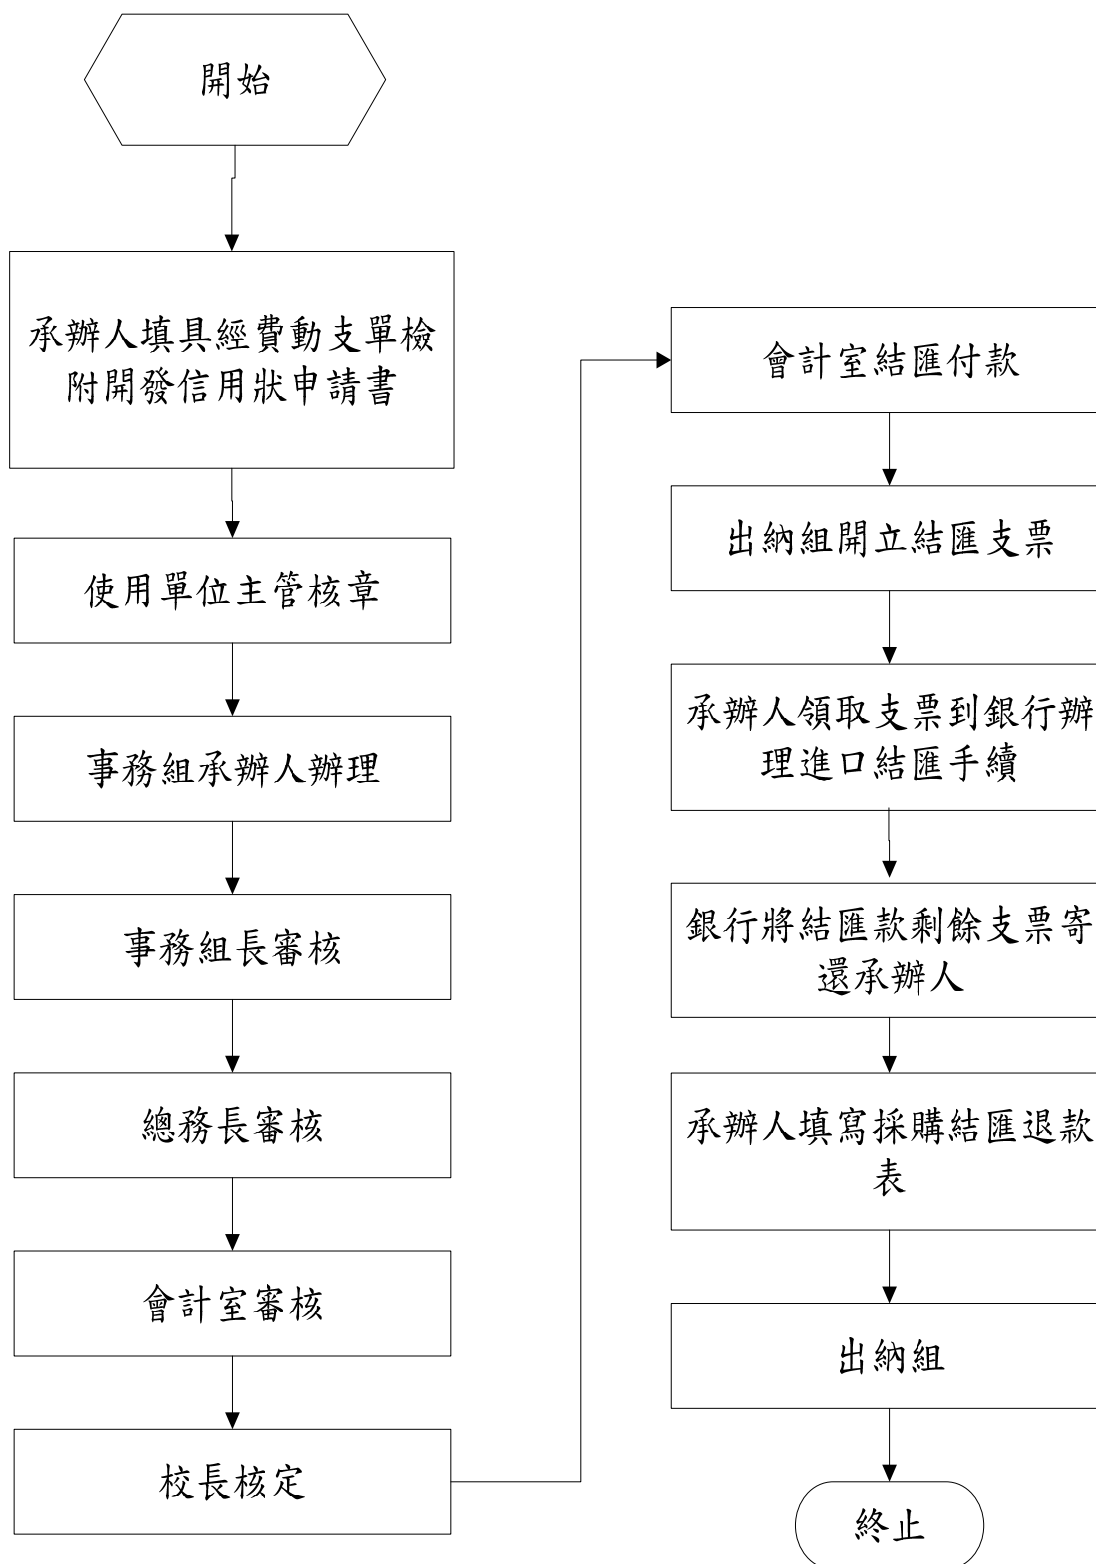 開始
承辦人填具經費動支單檢
附開發信用狀申請書
使用單位主管核章
事務組承辦人辦理
事務組長審核
總務長審核
會計室審核
校長核定
會計室結匯付款
出納組開立結匯支票
承辦人領取支票到銀行辦
理進口結匯手續
銀行將結匯款剩餘支票寄
還承辦人
承辦人填寫採購結匯退款
表
出納組
終止